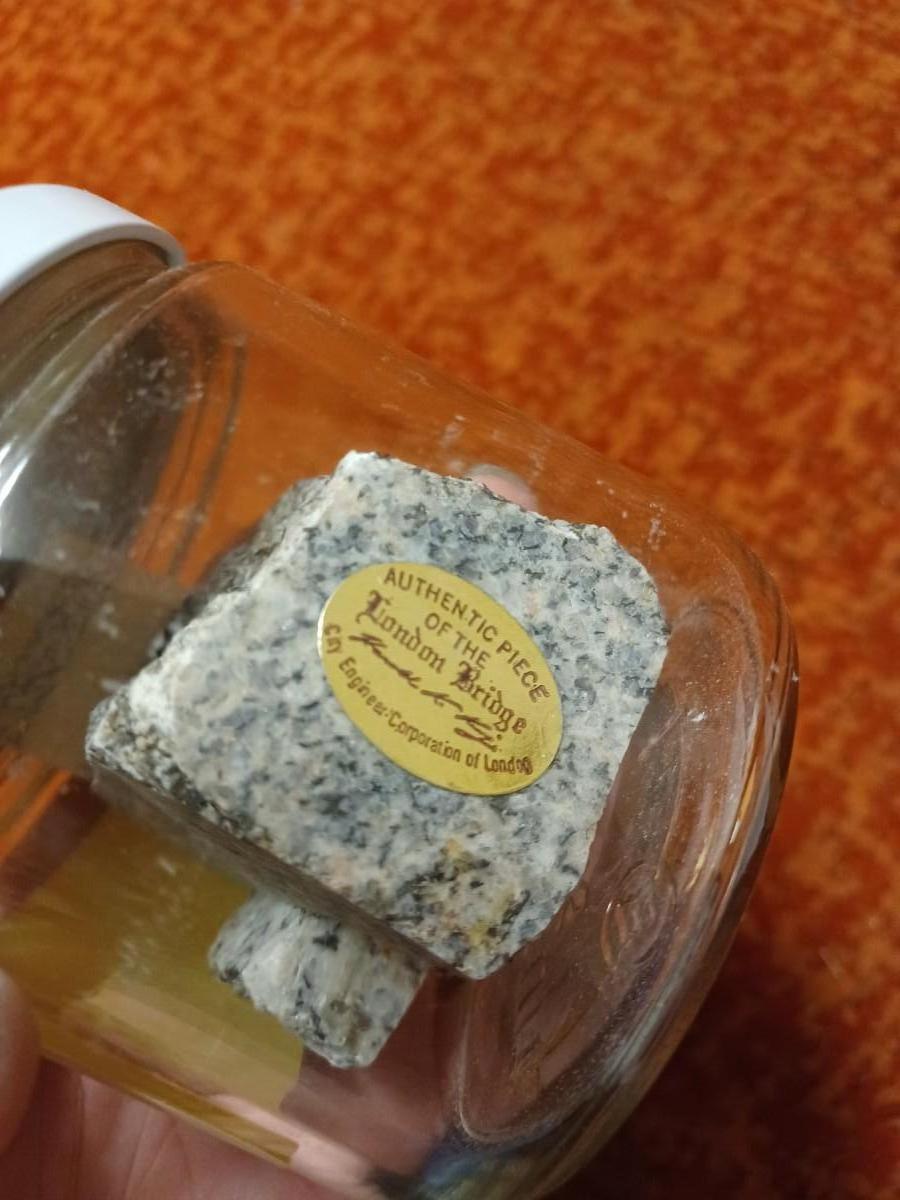 AUTHENTIC PIECE
OF THE
London Bridge
City Engineer·Corporation of London